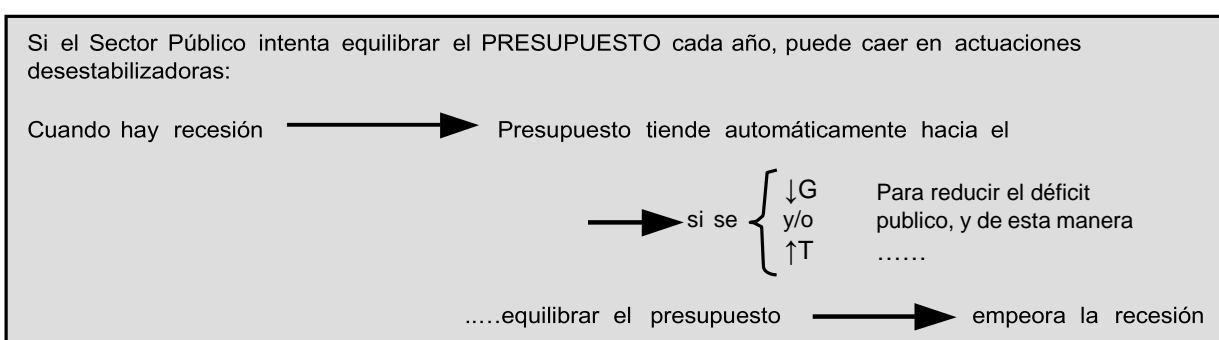 Si el Sector Público intenta equilibrar el PRESUPUESTO cada año, puede caer en actuaciones
desestabilizadoras:
Cuando hay recesión Presupuesto tiende automáticamente hacia el
si se ↓G Para reducir el déficit
y/o publico, y de esta manera
↑T ……
..…equilibrar el presupuesto empeora la recesión